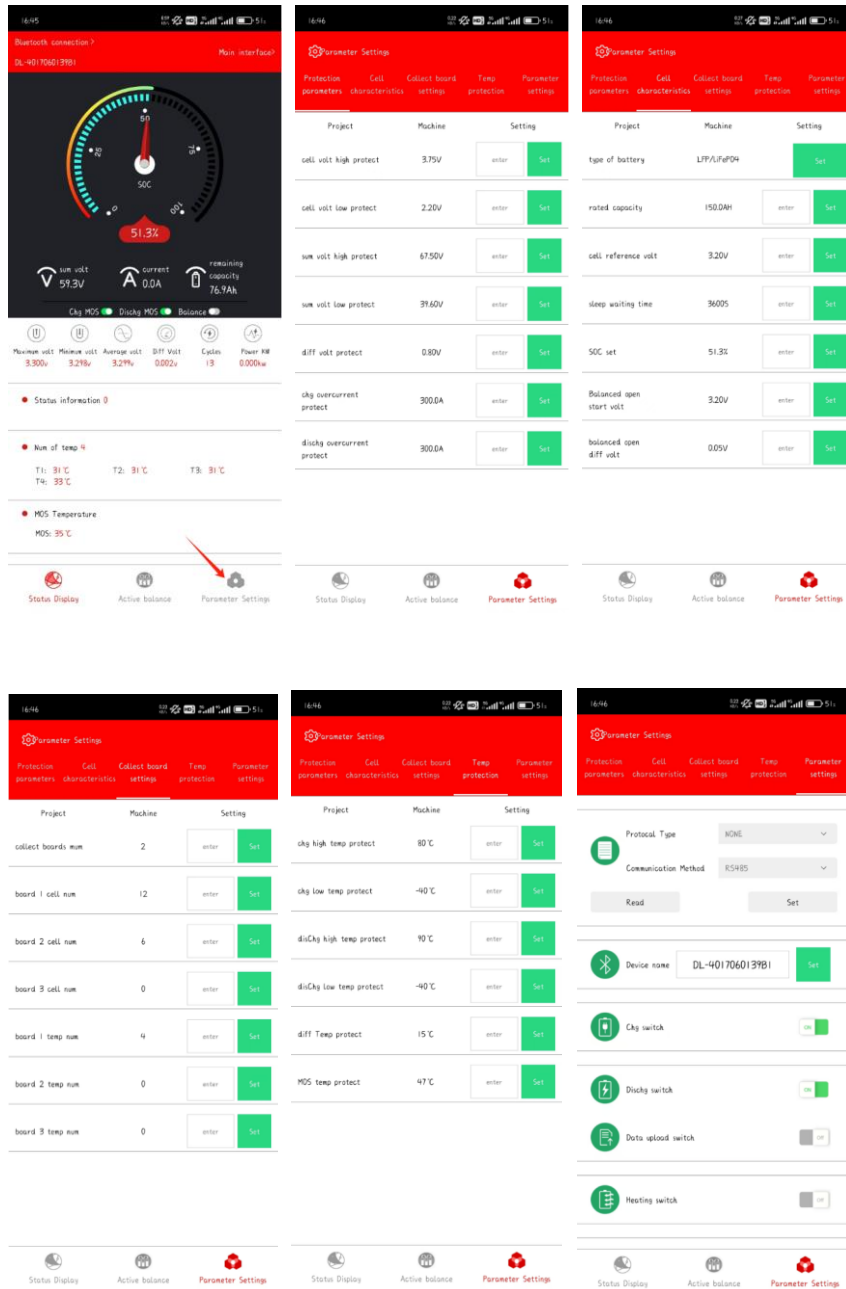 16:45
51%
Bluetooth connection >
Main interface>
DL-40170601398I
25
50
75
0
100
SOC
51.3%
V sum volt 59.3V
A current 0.0A
remaining capacity 76.9Ah
Chg MOS Dischg MOS Balance
Maximum volt Minimum volt Average volt Diff Volt Cycles Power KW
3.300v 3.298v 3.299v 0.002v 13 0.000kw
Status information 0
Num of temp 4
T1: 31℃ T2: 31℃ T3: 31℃
T4: 33℃
MOS Temperature
MOS: 35℃
Status Display Active balance Parameter Settings
16:46
51%
Parameter Settings
Protection parameters Cell characteristics Collect board settings Temp protection Parameter settings
Project Machine Setting
cell volt high protect 3.75V enter Set
cell volt low protect 2.20V enter Set
sum volt high protect 67.50V enter Set
sum volt low protect 39.60V enter Set
diff volt protect 0.80V enter Set
chg overcurrent
protect 300.0A enter Set
dischg overcurrent
protect 300.0A enter Set
Status Display Active balance Parameter Settings
16:46
51%
Parameter Settings
Protection parameters Cell characteristics Collect board settings Temp protection Parameter settings
Project Machine Setting
type of battery LFP/LiFePO4 Set
rated capacity 150.0AH enter Set
cell reference volt 3.20V enter Set
sleep waiting time 3600S enter Set
SOC set 51.3% enter Set
Balanced open
start volt 3.20V enter Set
balanced open
diff volt 0.05V enter Set
Status Display Active balance Parameter Settings
16:46
51%
Parameter Settings
Protection parameters Cell characteristics Collect board settings Temp protection Parameter settings
Project Machine Setting
collect boards mum 2 enter Set
board 1 cell num 12 enter Set
board 2 cell num 6 enter Set
board 3 cell num 0 enter Set
board 1 temp num 4 enter Set
board 2 temp num 0 enter Set
board 3 temp num 0 enter Set
Status Display Active balance Parameter Settings
16:46
51%
Parameter Settings
Protection parameters Cell characteristics Collect board settings Temp protection Parameter settings
Project Machine Setting
chg high temp protect 80℃ enter Set
chg low temp protect -40℃ enter Set
disChg high temp protect 90℃ enter Set
disChg low temp protect -40℃ enter Set
diff Temp protect 15℃ enter Set
MOS temp protect 47℃ enter Set
Status Display Active balance Parameter Settings
16:46
51%
Parameter Settings
Protection parameters Cell characteristics Collect board settings Temp protection Parameter settings
Protocal Type NONE
Communication Method RS485
Read Set
Device name DL-40170601398I Set
Chg switch ON
Dischg switch ON
Data upload switch Off
Heating switch Off
Status Display Active balance Parameter Settings